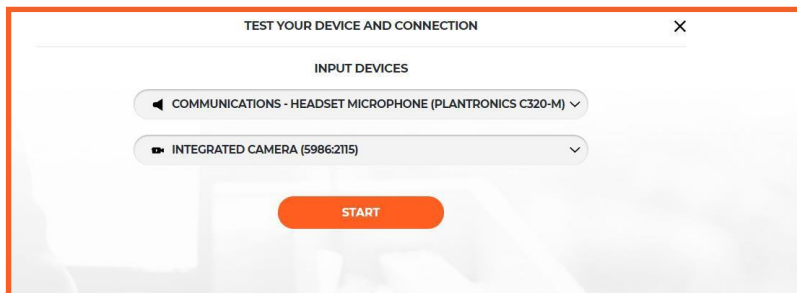 TEST YOUR DEVICE AND CONNECTION
INPUT DEVICES
COMMUNICATIONS - HEADSET MICROPHONE (PLANTRONICS C320-M)
INTEGRATED CAMERA (5986:2115)
START